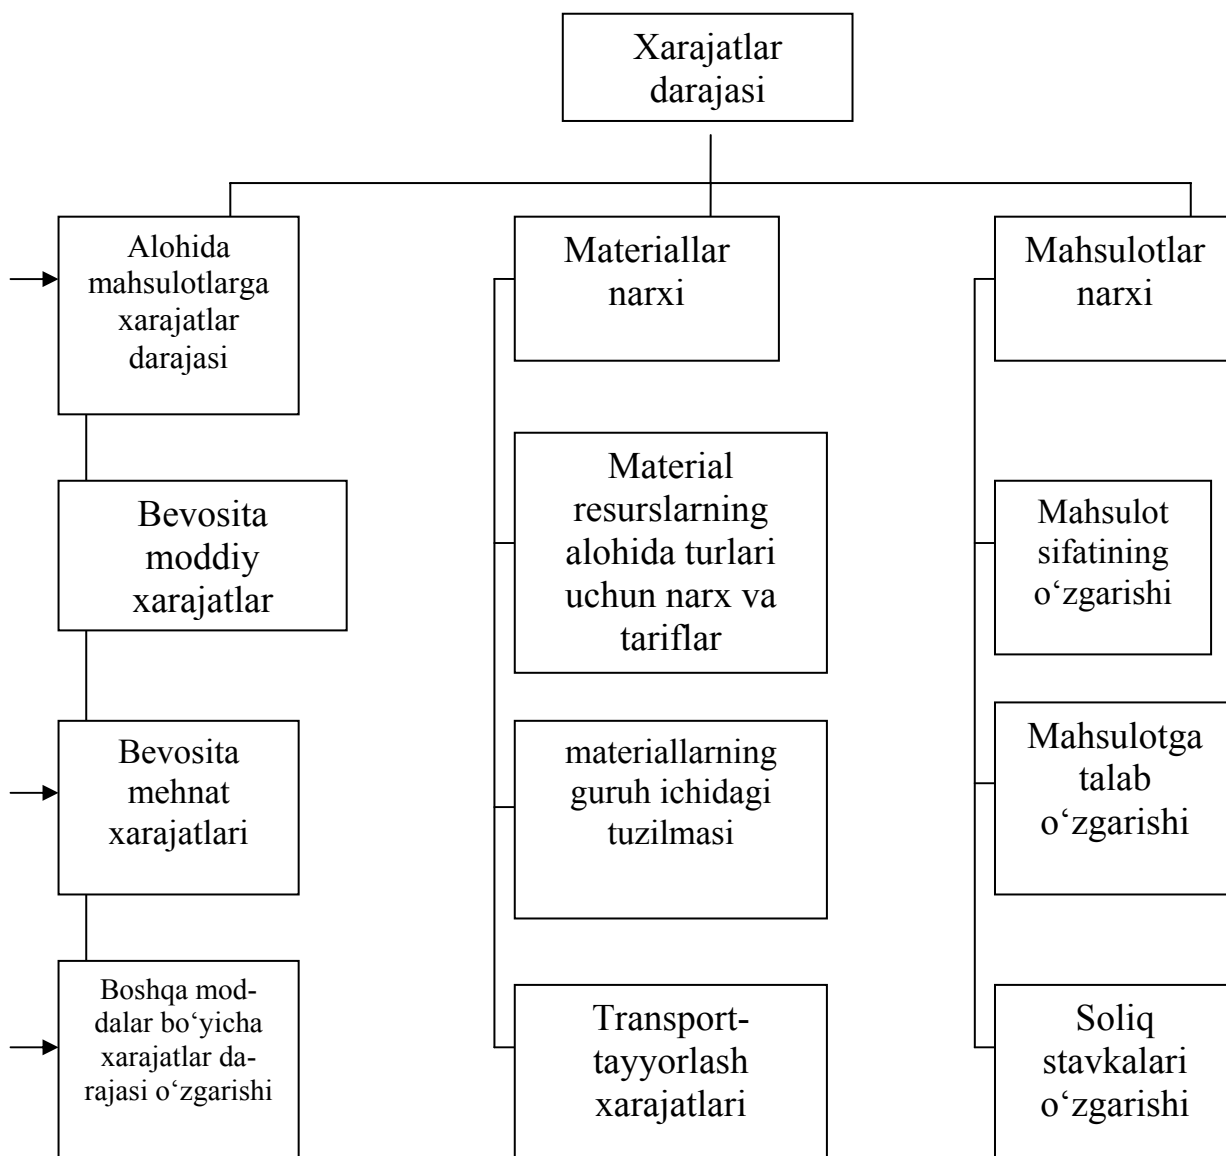 Xarajatlar
darajasi
Alohida
mahsulotlarga
xarajatlar
darajasi
Materiallar
narxi
Mahsulotlar
narxi
Bevosita
moddiy
xarajatlar
Material
resurslarning
alohida turlari
uchun narx va
tariflar
Mahsulot
sifatining
o‘zgarishi
Bevosita
mehnat
xarajatlari
materiallarning
guruh ichidagi
tuzilmasi
Mahsulotga
talab
o‘zgarishi
Boshqa mod-
dalar bo‘yicha
xarajatlar da-
rajasi o‘zgarishi
Transport-
tayyorlash
xarajatlari
Soliq
stavkalari
o‘zgarishi